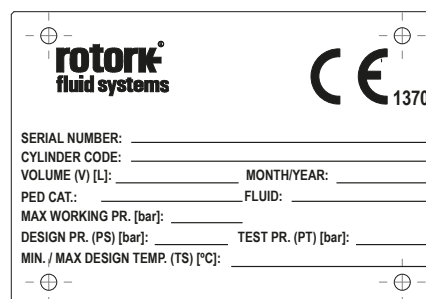 rotork®
fluid systems
CE 1370
SERIAL NUMBER:
CYLINDER CODE:
VOLUME (V) [L]: MONTH/YEAR:
PED CAT.: FLUID:
MAX WORKING PR. [bar]:
DESIGN PR. (PS) [bar]: TEST PR. (PT) [bar]:
MIN. / MAX DESIGN TEMP. (TS) [ºC]: